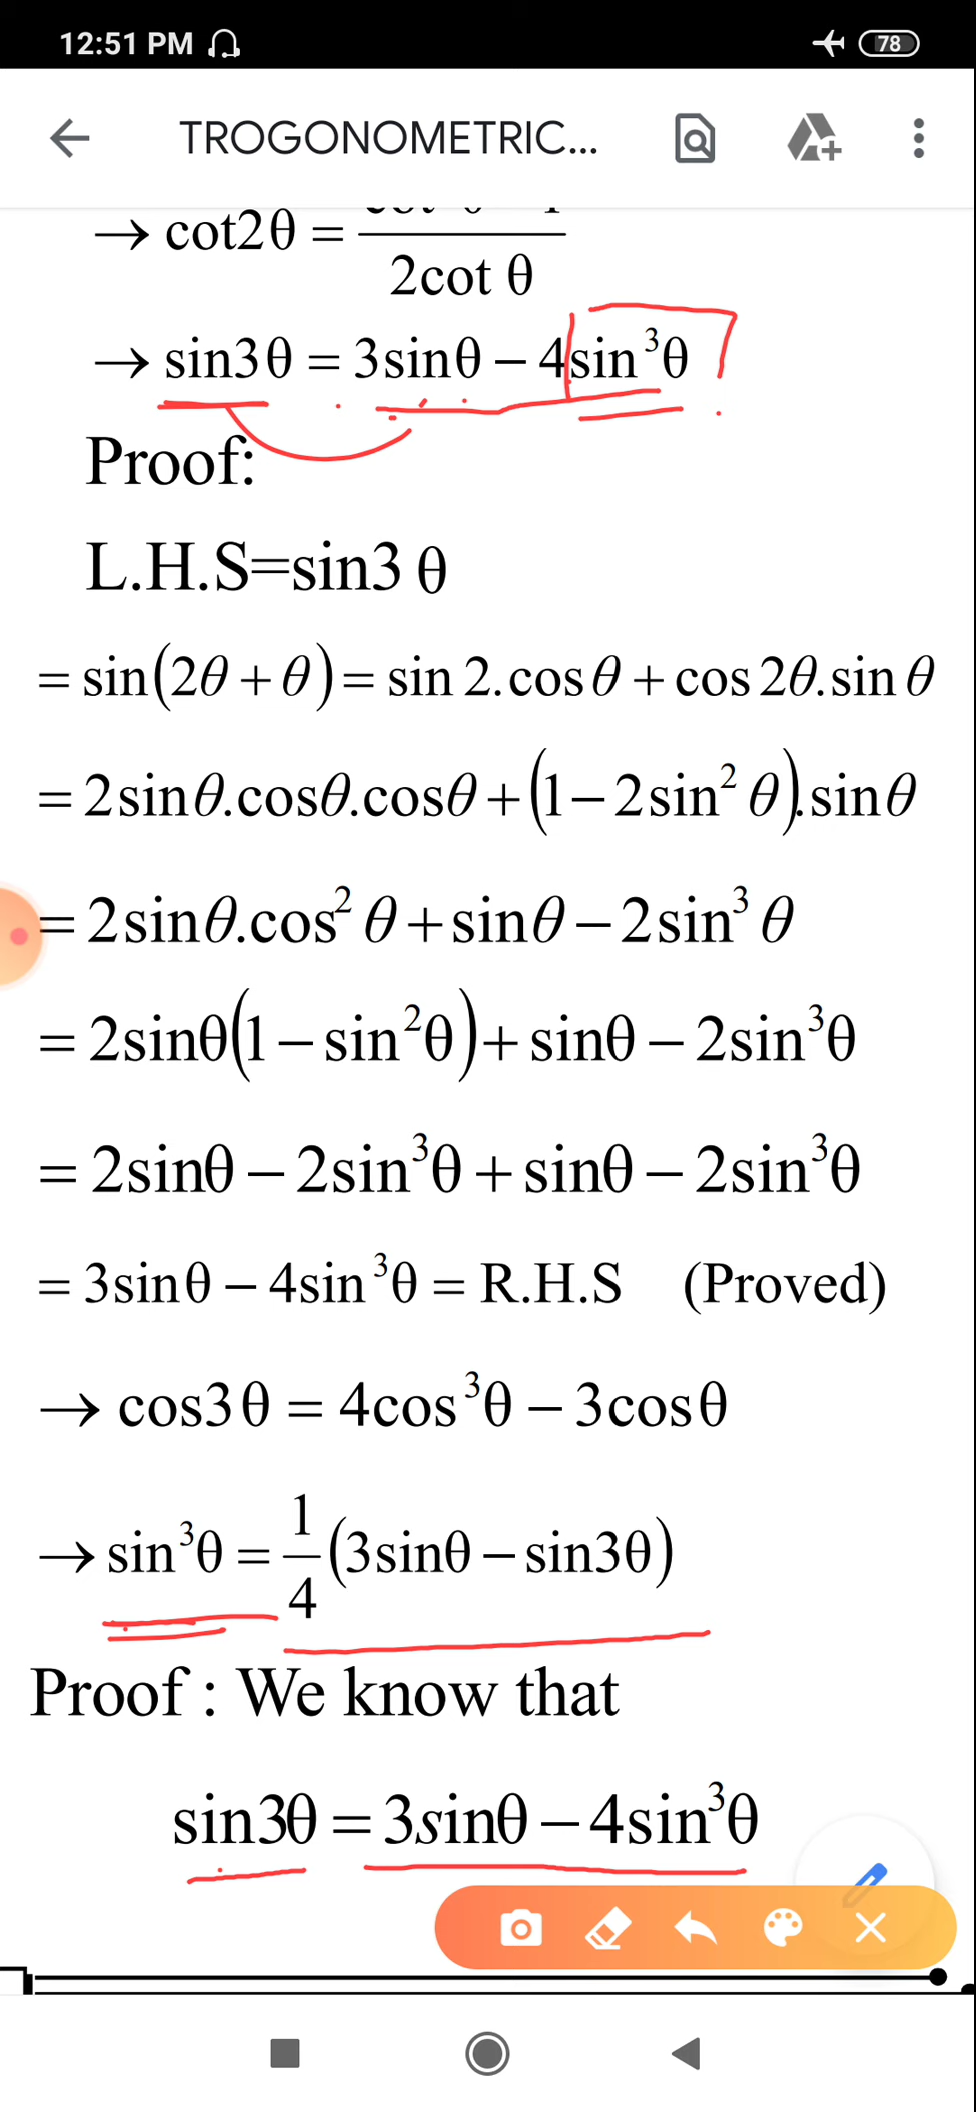 12:51 PM 78
TROGONOMETRIC...
→ cot2θ = / 2cot θ
→ sin3θ = 3sinθ – 4sin³θ
Proof:
L.H.S=sin3 θ
= sin(2θ + θ) = sin 2.cos θ + cos 2θ.sin θ
= 2sinθ.cosθ.cosθ + (1 – 2sin² θ).sinθ
= 2sinθ.cos² θ + sinθ – 2sin³ θ
= 2sinθ(1 – sin²θ) + sinθ – 2sin³θ
= 2sinθ – 2sin³θ + sinθ – 2sin³θ
= 3sinθ – 4sin³θ = R.H.S (Proved)
→ cos3θ = 4cos³θ – 3cosθ
→ sin³θ = 1/4 (3sinθ – sin3θ)
Proof : We know that
sin3θ = 3sinθ – 4sin³θ